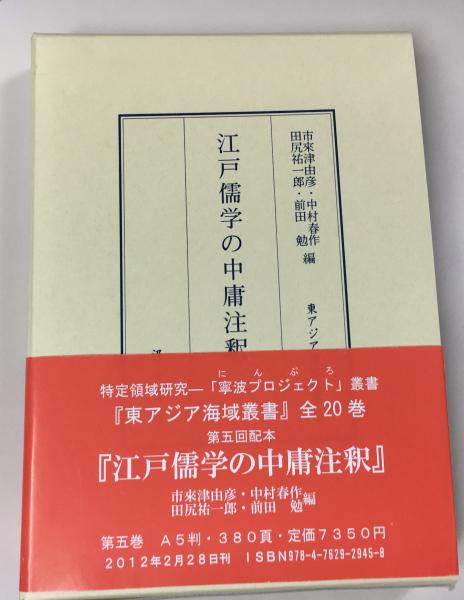 市來津由彦・中村春作
田尻祐一郎・前田 勉 編
江戸儒学の中庸注釈
東アジア
特定領域研究―「寧波プロジェクト」叢書
にんぷろ
『東アジア海域叢書』全20巻
第五回配本
『江戸儒学の中庸注釈』
市來津由彦・中村春作
田尻祐一郎・前田 勉 編
第五巻 A5判・380頁・定価7350円
2012年2月28日刊 ISBN978-4-7629-2945-8